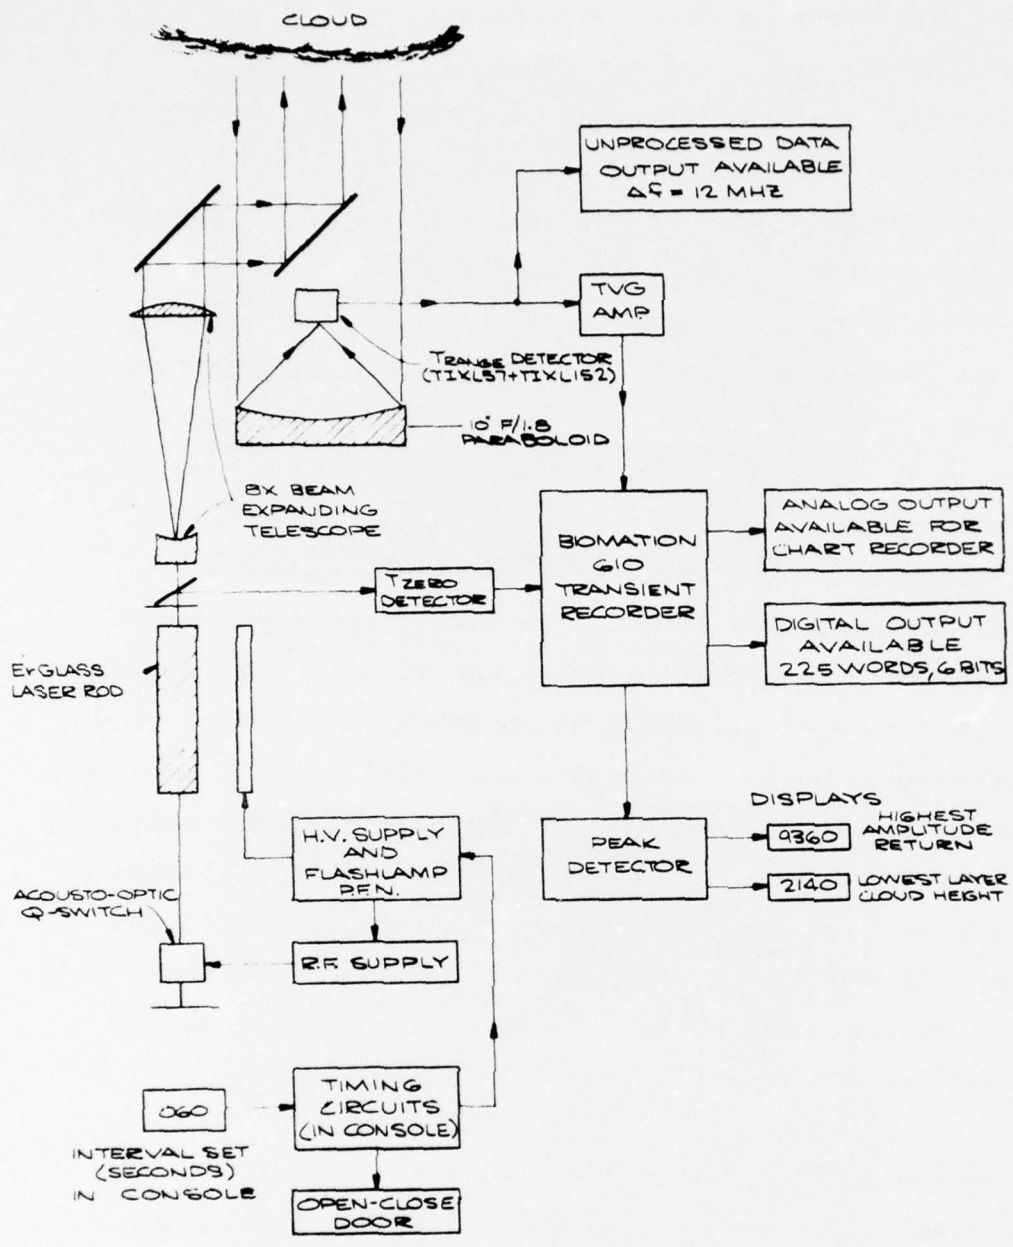 CLOUD
UNPROCESSED DATA
OUTPUT AVAILABLE
Δf = 12 MHZ
TVG
AMP.
TRANGE DETECTOR
(TIXL57+TIXL152)
10" F/1.8
PARABOLOID
8X BEAM
EXPANDING
TELESCOPE
TZERO
DETECTOR
BIOMATION
610
TRANSIENT
RECORDER
ANALOG OUTPUT
AVAILABLE FOR
CHART RECORDER
DIGITAL OUTPUT
AVAILABLE
225 WORDS, 6 BITS
Er GLASS
LASER ROD
H.V. SUPPLY
AND
FLASHLAMP
P.F.N.
PEAK
DETECTOR
DISPLAYS
9360
HIGHEST
AMPLITUDE
RETURN
2140
LOWEST LAYER
CLOUD HEIGHT
ACOUSTO-OPTIC
Q-SWITCH
R.F. SUPPLY
060
INTERVAL SET
(SECONDS)
IN CONSOLE
TIMING
CIRCUITS
(IN CONSOLE)
OPEN-CLOSE
DOOR